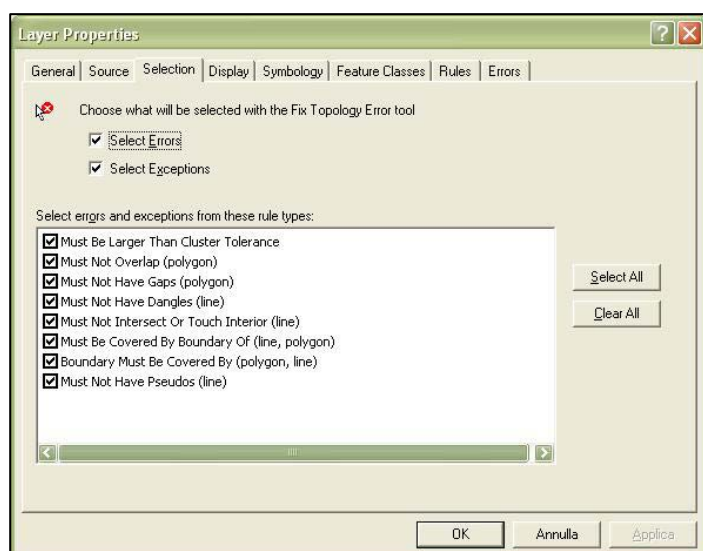 Layer Properties
General Source Selection Display Symbology Feature Classes Rules Errors
Choose what will be selected with the Fix Topology Error tool
Select Errors
Select Exceptions
Select errors and exceptions from these rule types:
Must Be Larger Than Cluster Tolerance
Must Not Overlap (polygon)
Must Not Have Gaps (polygon)
Must Not Have Dangles (line)
Must Not Intersect Or Touch Interior (line)
Must Be Covered By Boundary Of (line, polygon)
Boundary Must Be Covered By (polygon, line)
Must Not Have Pseudos (line)
Select All
Clear All
OK Annulla Applica